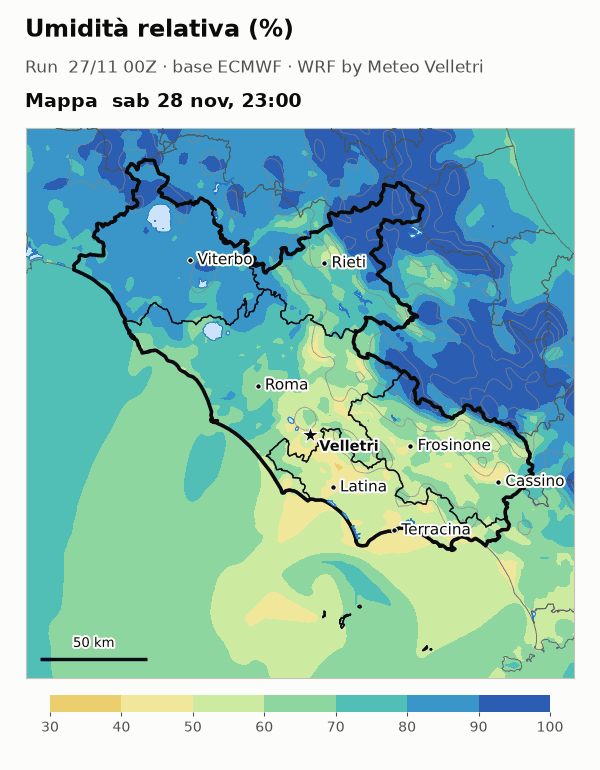 Umidità relativa (%)
Run 27/11 00Z · base ECMWF · WRF by Meteo Velletri
Mappa sab 28 nov, 23:00
Viterbo
Rieti
Roma
Velletri
Frosinone
Cassino
Latina
Terracina
50 km
30 40 50 60 70 80 90 100